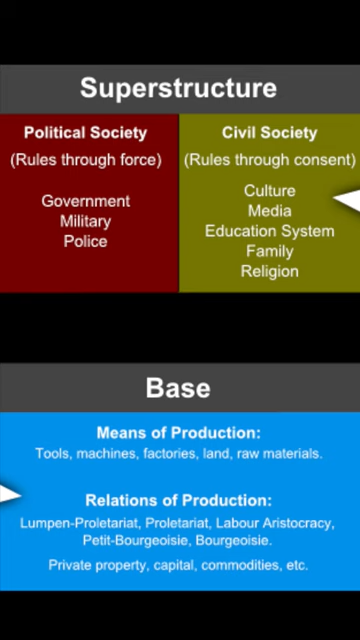 Superstructure
Political Society
(Rules through force)
Government
Military
Police
Civil Society
(Rules through consent)
Culture
Media
Education System
Family
Religion
Base
Means of Production:
Tools, machines, factories, land, raw materials.
Relations of Production:
Lumpen-Proletariat, Proletariat, Labour Aristocracy,
Petit-Bourgeoisie, Bourgeoisie.
Private property, capital, commodities, etc.